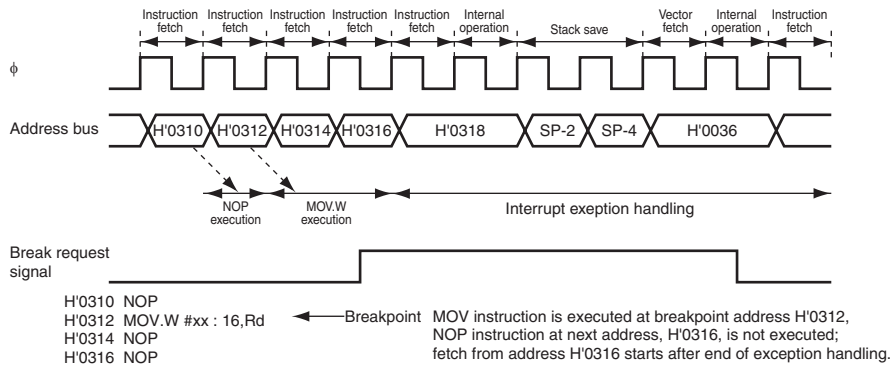 Instruction fetch Instruction fetch Instruction fetch Instruction fetch Instruction fetch Internal operation Stack save Vector fetch Internal operation Instruction fetch
φ
Address bus H'0310 H'0312 H'0314 H'0316 H'0318 SP-2 SP-4 H'0036
NOP execution MOV.W execution Interrupt exeption handling
Break request
signal
H'0310 NOP
H'0312 MOV.W #xx : 16,Rd Breakpoint MOV instruction is executed at breakpoint address H'0312,
H'0314 NOP NOP instruction at next address, H'0316, is not executed;
H'0316 NOP fetch from address H'0316 starts after end of exception handling.